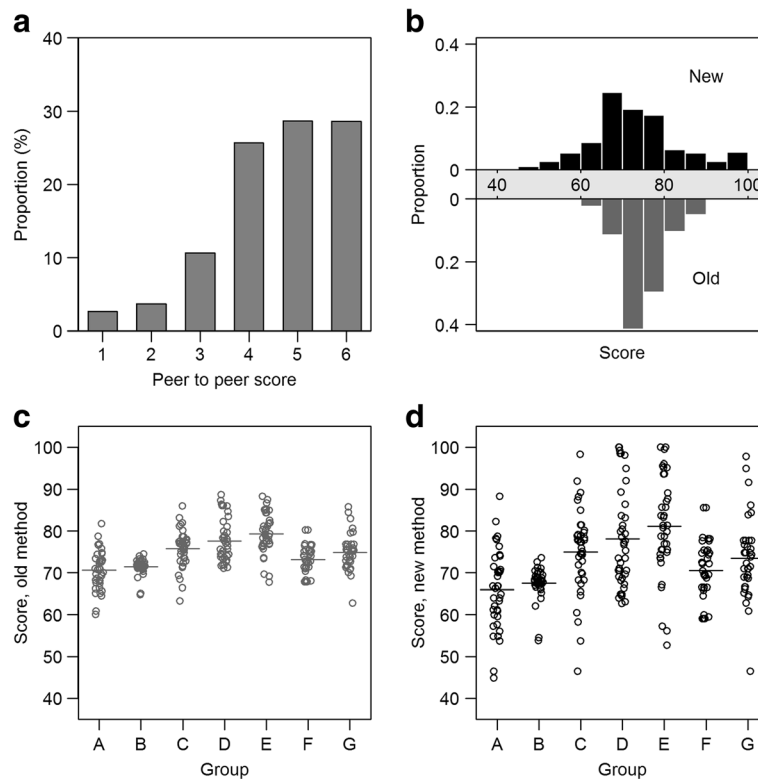 a
40
30
20
10
0
Proportion (%)
1 2 3 4 5 6
Peer to peer score
b
0.4
0.2
0
New
40 60 80 100
0
0.2
0.4
Old
Proportion
Score
c
100
90
80
70
60
50
40
Score, old method
A B C D E F G
Group
d
100
90
80
70
60
50
40
Score, new method
A B C D E F G
Group